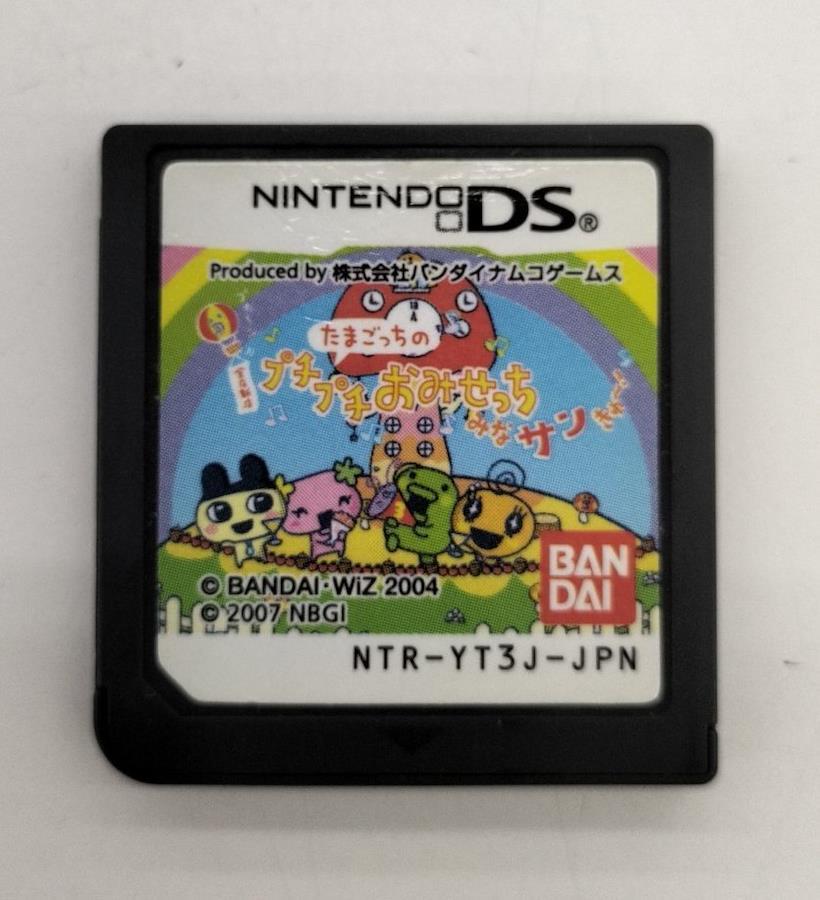 NINTENDO DS®
Produced by 株式会社バンダイナムコゲームス
たまごっちの
プチプチおみせっち
みなサンきゅ～
© BANDAI・WiZ 2004
© 2007 NBGI
BAN
DAI
NTR-YT3J-JPN